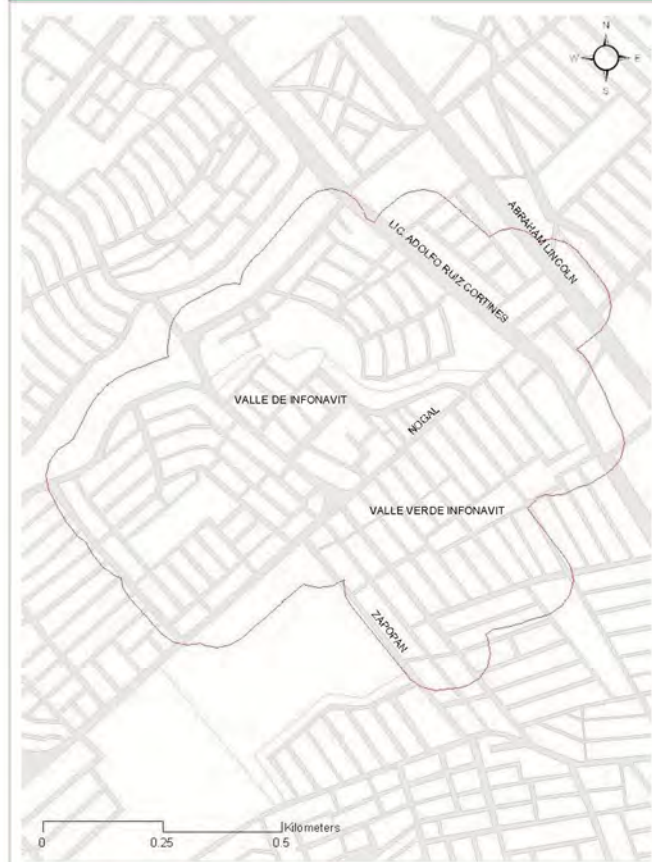 N
W E
S
ABRAHAM LINCOLN
LIC. ADOLFO RUIZ CORTINES
VALLE DE INFONAVIT
NOGAL
VALLE VERDE INFONAVIT
ZAPOPAN
Kilometers
0 0.25 0.5